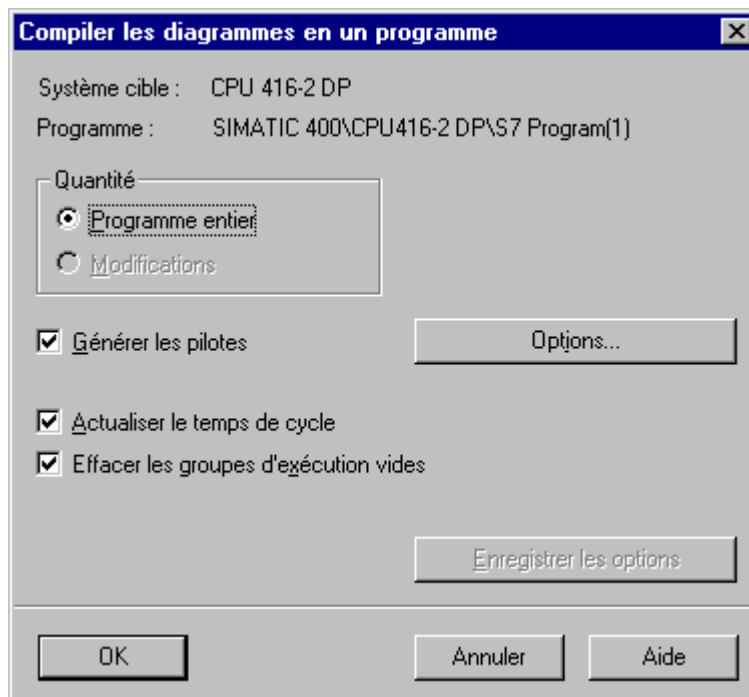 Compiler les diagrammes en un programme
Système cible : CPU 416-2 DP
Programme : SIMATIC 400\CPU416-2 DP\S7 Program(1)
Quantité
Programme entier
Modifications
Générer les pilotes Options...
Actualiser le temps de cycle
Effacer les groupes d'exécution vides
Enregistrer les options
OK Annuler Aide